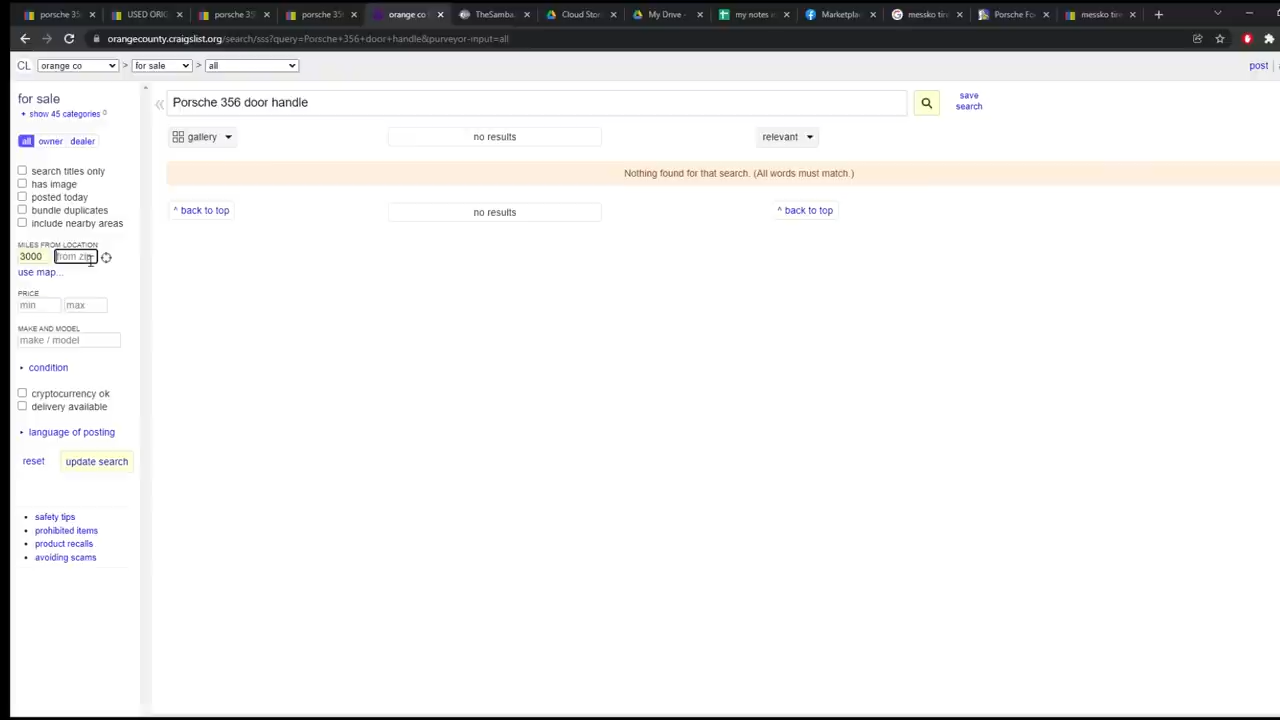 porsche 35
USED ORIG
porsche 35
porsche 35
orange co
TheSamba.
Cloud Stor
My Drive -
my notes
Marketplac
messko tir
Porsche Fo
messko tir
orangecounty.craigslist.org/search/sss?query=Porsche+356+door+handle&purveyor-input=all
CL
orange co
>
for sale
>
all
post
for sale
+ show 45 categories 0
all owner dealer
search titles only
has image
posted today
bundle duplicates
include nearby areas
MILES FROM LOCATION
3000
from zip
use map...
PRICE
min
max
MAKE AND MODEL
make / model
condition
cryptocurrency ok
delivery available
language of posting
reset
update search
safety tips
prohibited items
product recalls
avoiding scams
Porsche 356 door handle
save
search
gallery
no results
relevant
Nothing found for that search. (All words must match.)
^ back to top
no results
^ back to top